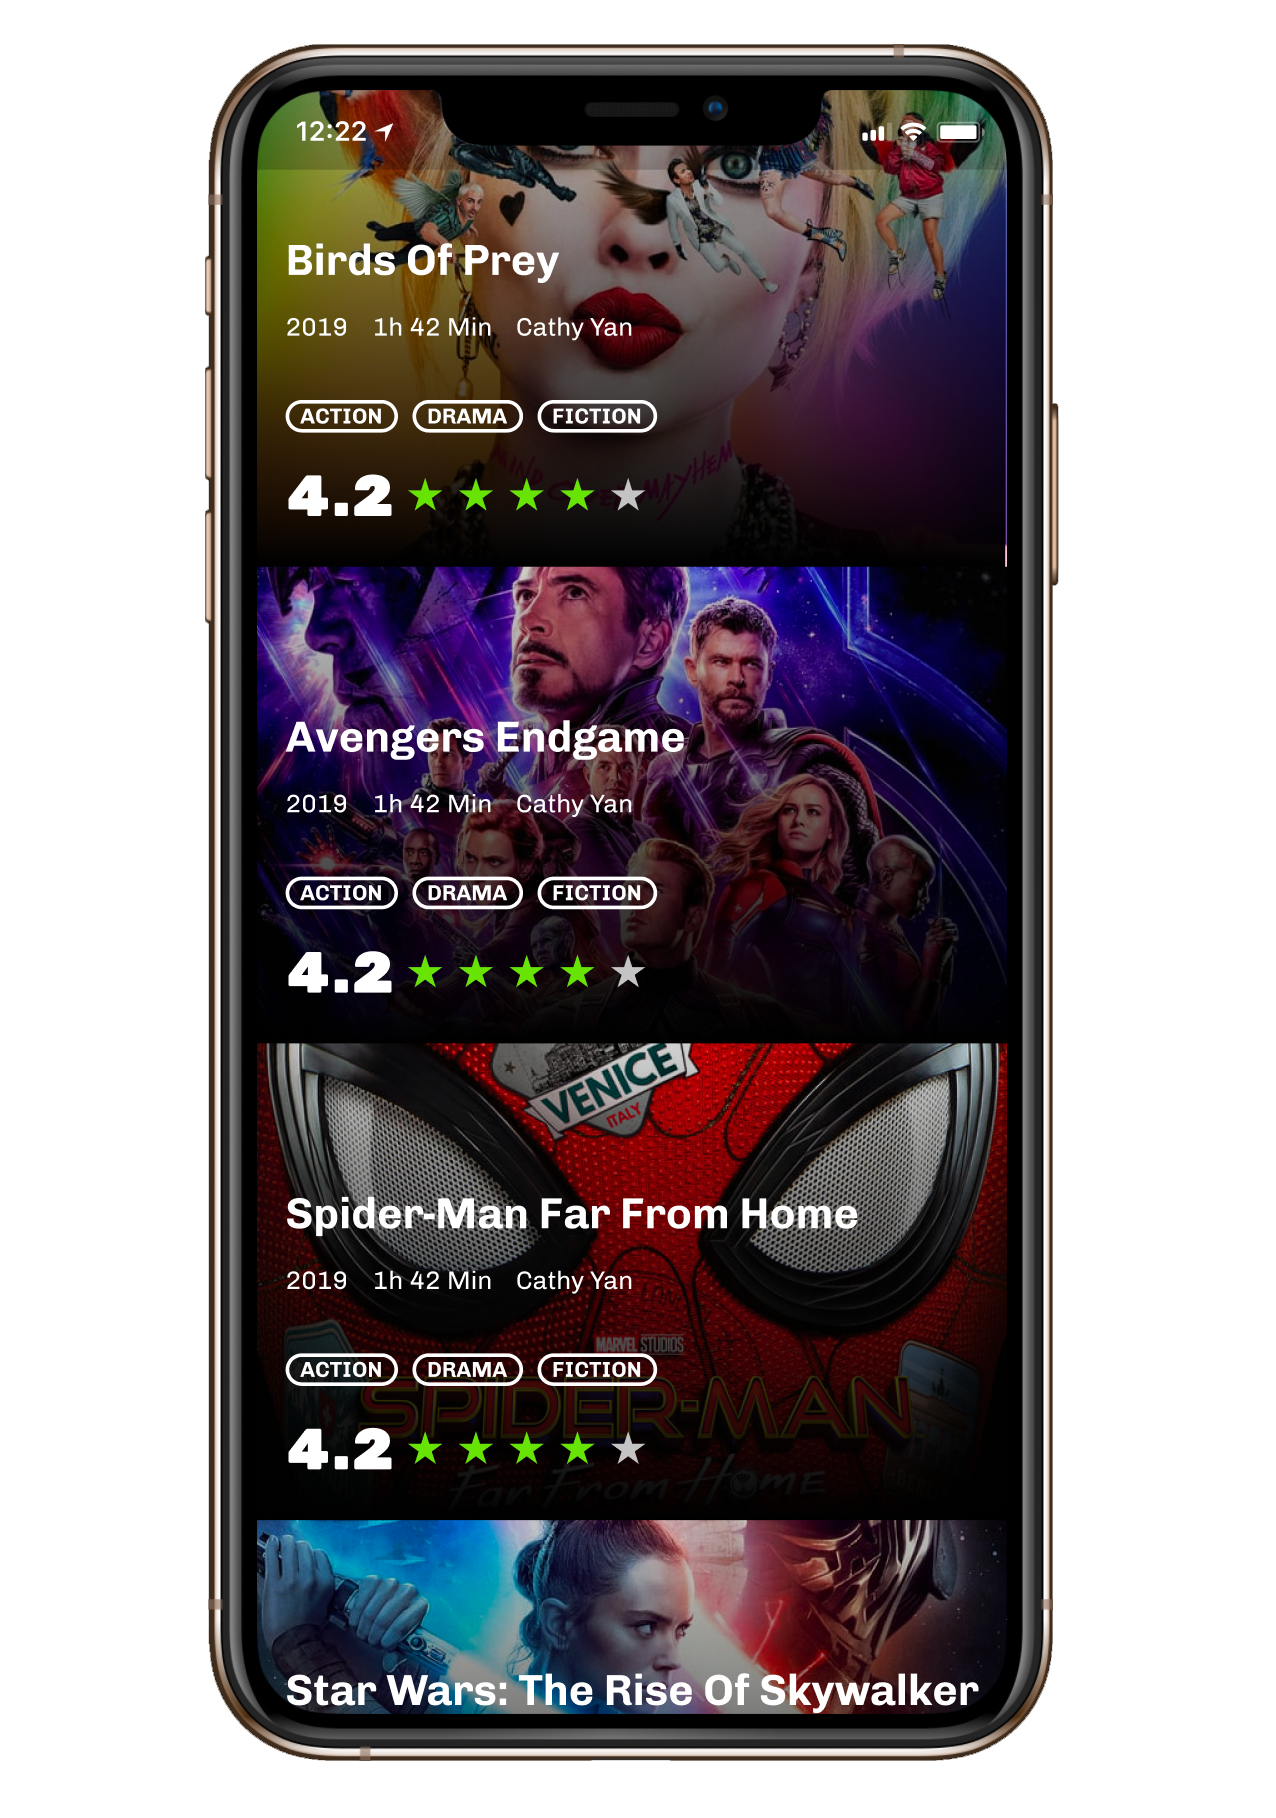 12:22
Birds Of Prey
2019 1h 42 Min Cathy Yan
ACTION DRAMA FICTION
MIND OVER MAYHEM
4.2
Avengers Endgame
2019 1h 42 Min Cathy Yan
ACTION DRAMA FICTION
4.2
VENICE
ITALY
Spider-Man Far From Home
2019 1h 42 Min Cathy Yan
MARVEL STUDIOS
ACTION DRAMA FICTION
SPIDER-MAN
4.2
Far From Home
Star Wars: The Rise Of Skywalker